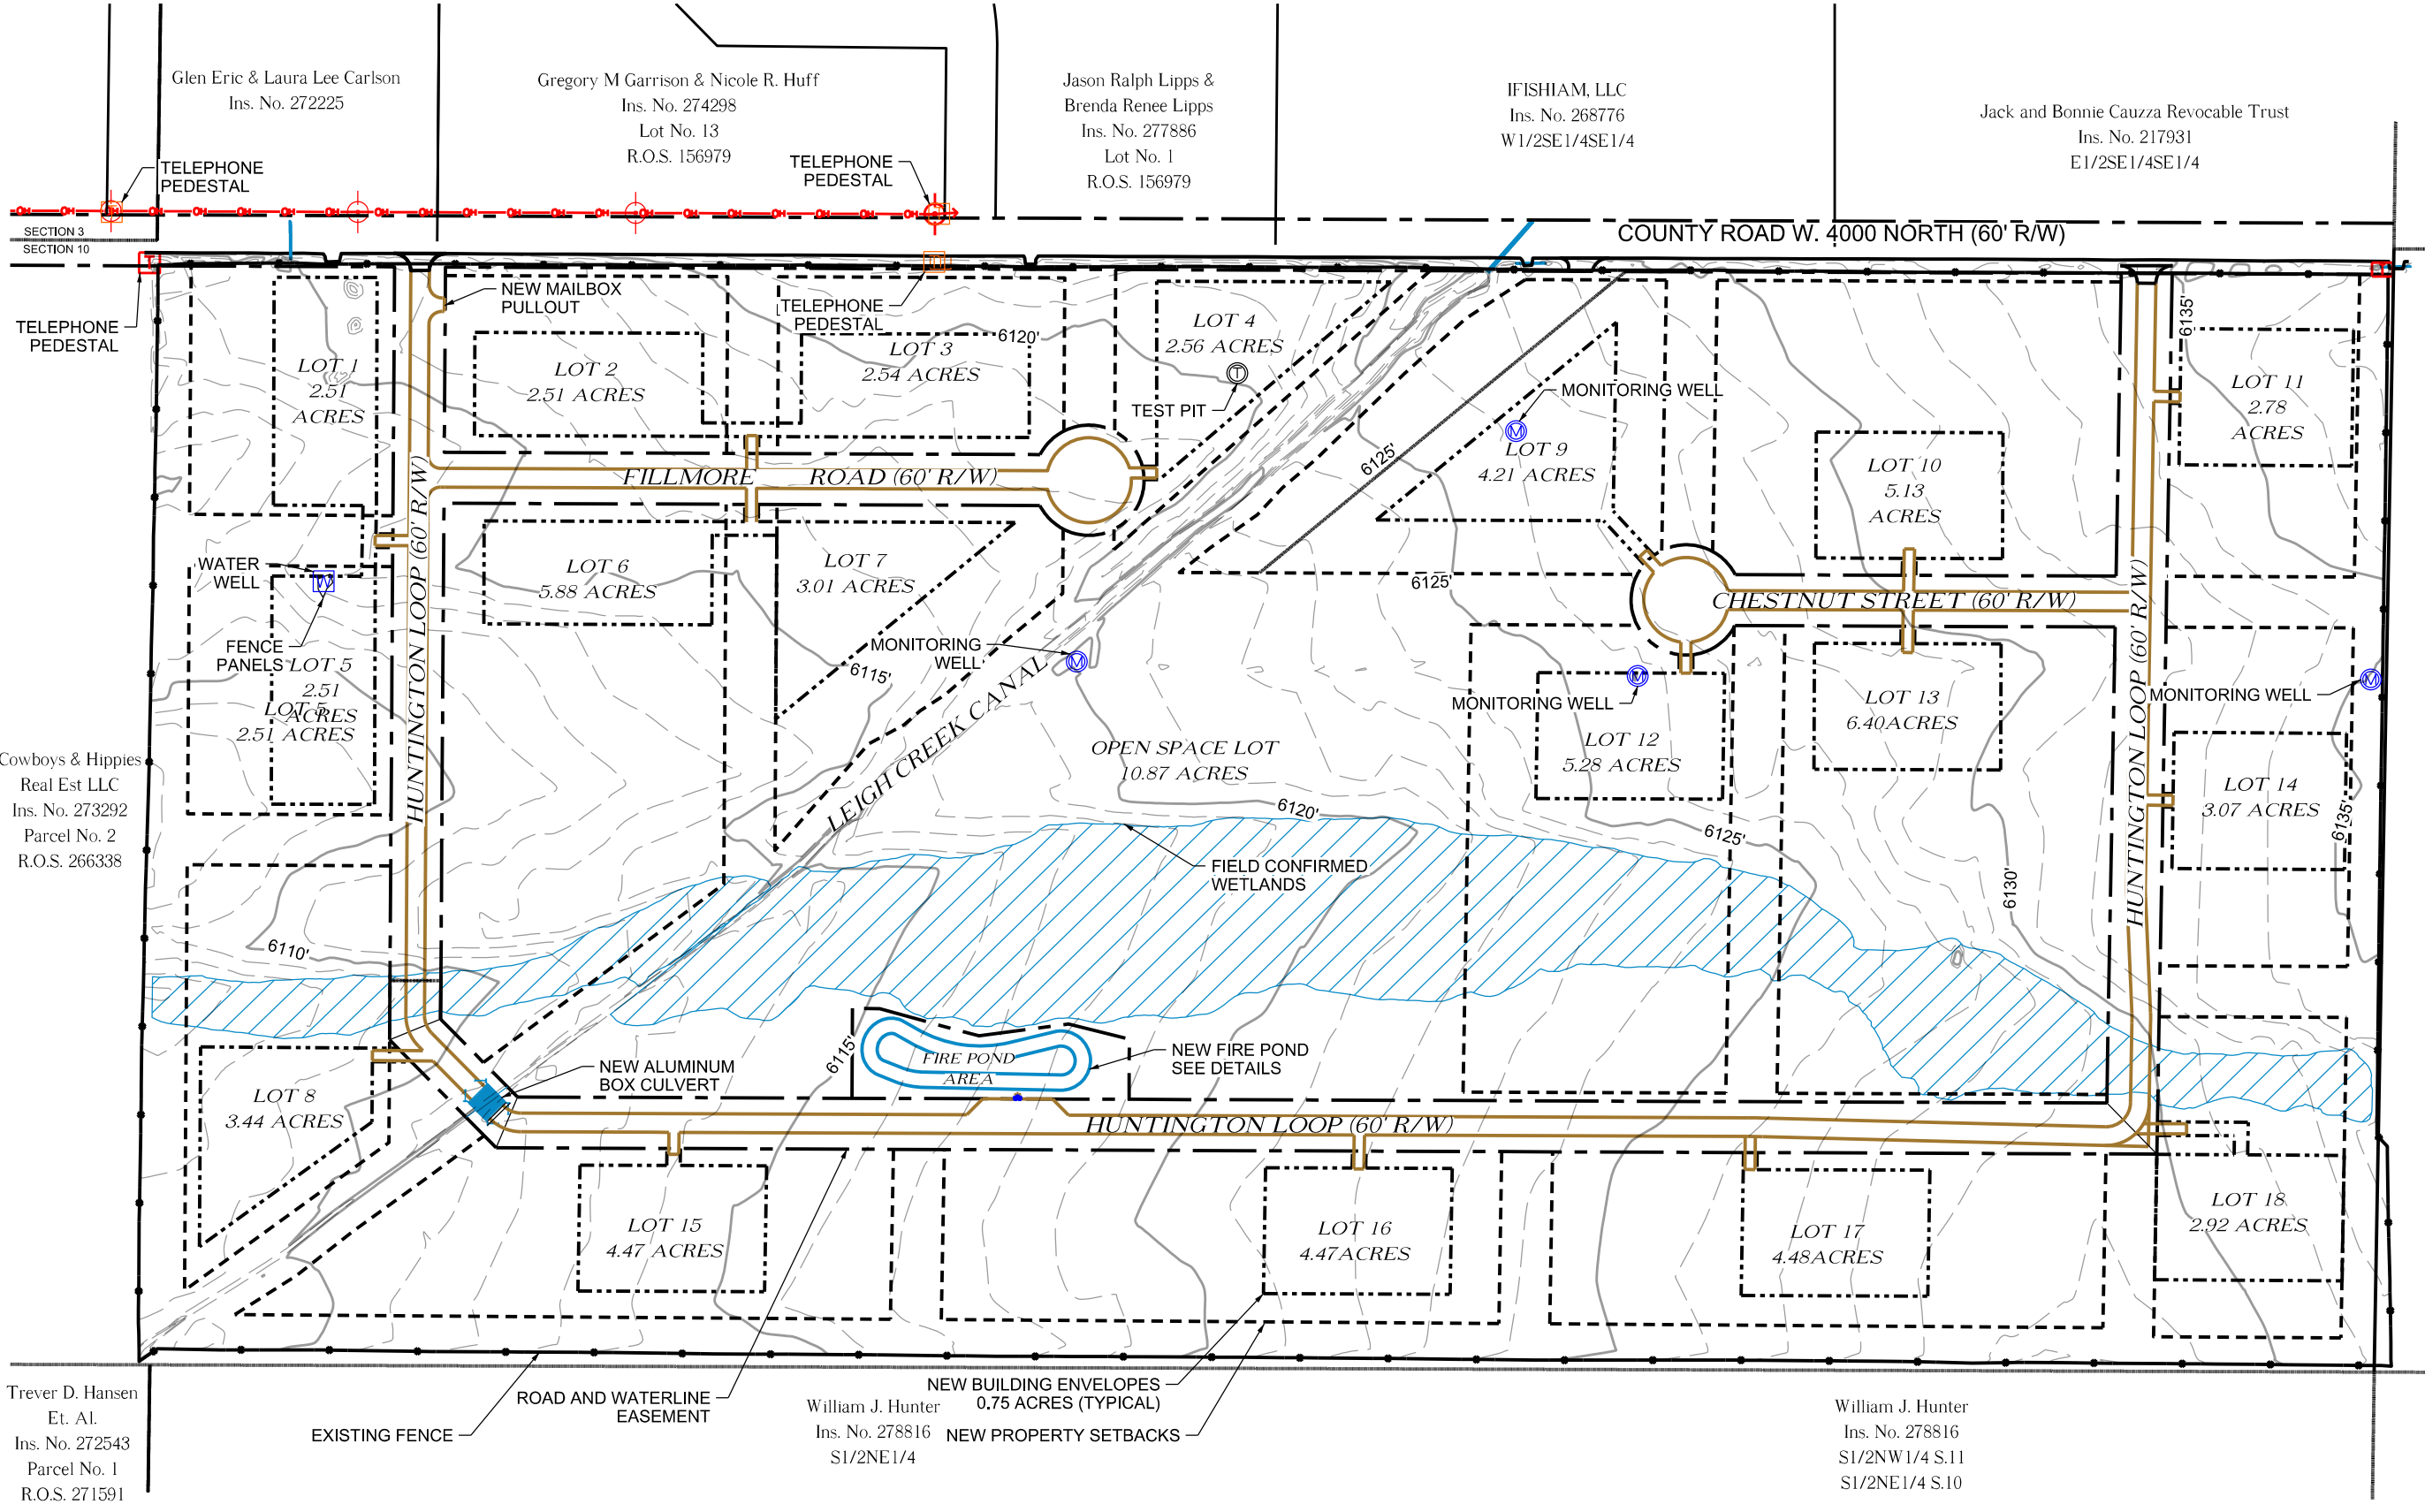 Glen Eric & Laura Lee Carlson
Ins. No. 272225
Gregory M Garrison & Nicole R. Huff
Ins. No. 274298
Lot No. 13
R.O.S. 156979
Jason Ralph Lipps &
Brenda Renee Lipps
Ins. No. 277886
Lot No. 1
R.O.S. 156979
IFISHIAM, LLC
Ins. No. 268776
W1/2SE1/4SE1/4
Jack and Bonnie Cauzza Revocable Trust
Ins. No. 217931
E1/2SE1/4SE1/4
TELEPHONE
PEDESTAL
TELEPHONE
PEDESTAL
SECTION 3
SECTION 10
COUNTY ROAD W. 4000 NORTH (60' R/W)
TELEPHONE
PEDESTAL
NEW MAILBOX
PULLOUT
TELEPHONE
PEDESTAL
6120'
6135'
LOT 1
2.51
ACRES
LOT 2
2.51 ACRES
LOT 3
2.54 ACRES
LOT 4
2.56 ACRES
T
TEST PIT
MONITORING WELL
M
LOT 9
4.21 ACRES
6125'
LOT 10
5.13
ACRES
LOT 11
2.78
ACRES
FILLMORE ROAD (60' R/W)
HUNTINGTON LOOP (60' R/W)
WATER
WELL
W
FENCE
PANELS
LOT 5
2.51
ACRES
LOT 5
2.51 ACRES
LOT 6
5.88 ACRES
LOT 7
3.01 ACRES
6125'
CHESTNUT STREET (60' R/W)
HUNTINGTON LOOP (60' R/W)
MONITORING
WELL
M
6115'
LEIGH CREEK CANAL
OPEN SPACE LOT
10.87 ACRES
MONITORING WELL
M
LOT 12
5.28 ACRES
LOT 13
6.40ACRES
MONITORING WELL
M
LOT 14
3.07 ACRES
6135'
Cowboys & Hippies
Real Est LLC
Ins. No. 273292
Parcel No. 2
R.O.S. 266338
6120'
6125'
6130'
FIELD CONFIRMED
WETLANDS
6110'
6115'
FIRE POND
AREA
NEW FIRE POND
SEE DETAILS
NEW ALUMINUM
BOX CULVERT
LOT 8
3.44 ACRES
HUNTINGTON LOOP (60' R/W)
LOT 15
4.47 ACRES
LOT 16
4.47ACRES
LOT 17
4.48ACRES
LOT 18
2.92 ACRES
Trever D. Hansen
Et. Al.
Ins. No. 272543
Parcel No. 1
R.O.S. 271591
EXISTING FENCE
ROAD AND WATERLINE
EASEMENT
William J. Hunter
Ins. No. 278816
S1/2NE1/4
NEW BUILDING ENVELOPES
0.75 ACRES (TYPICAL)
NEW PROPERTY SETBACKS
William J. Hunter
Ins. No. 278816
S1/2NW1/4 S.11
S1/2NE1/4 S.10